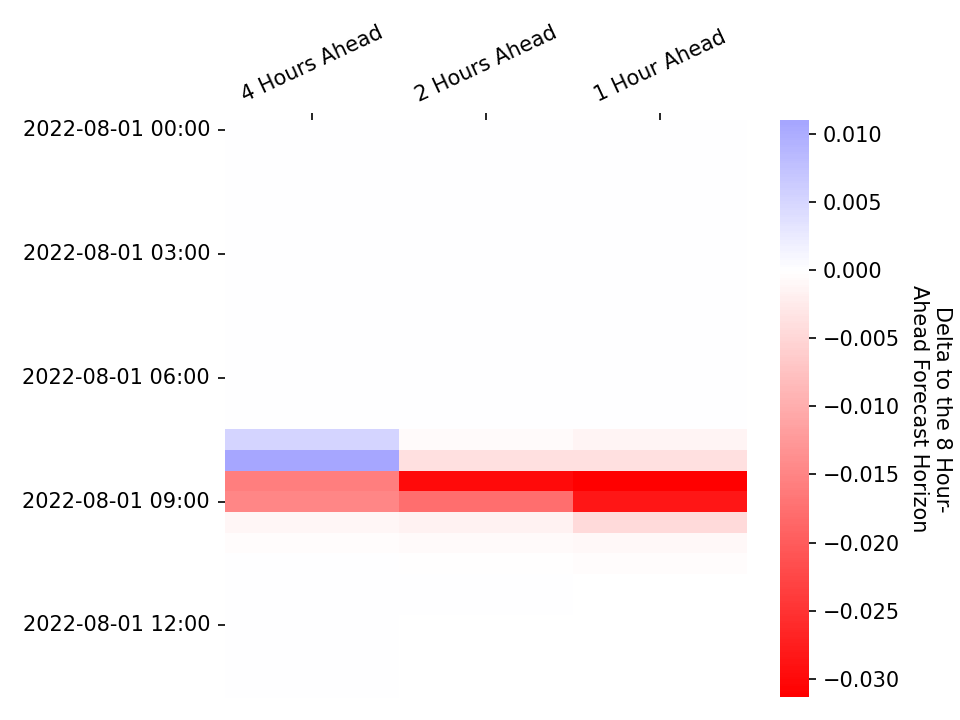 4 Hours Ahead
2 Hours Ahead
1 Hour Ahead
2022-08-01 00:00
2022-08-01 03:00
2022-08-01 06:00
2022-08-01 09:00
2022-08-01 12:00
0.010
0.005
0.000
−0.005
−0.010
−0.015
−0.020
−0.025
−0.030
Delta to the 8 Hour-
Ahead Forecast Horizon